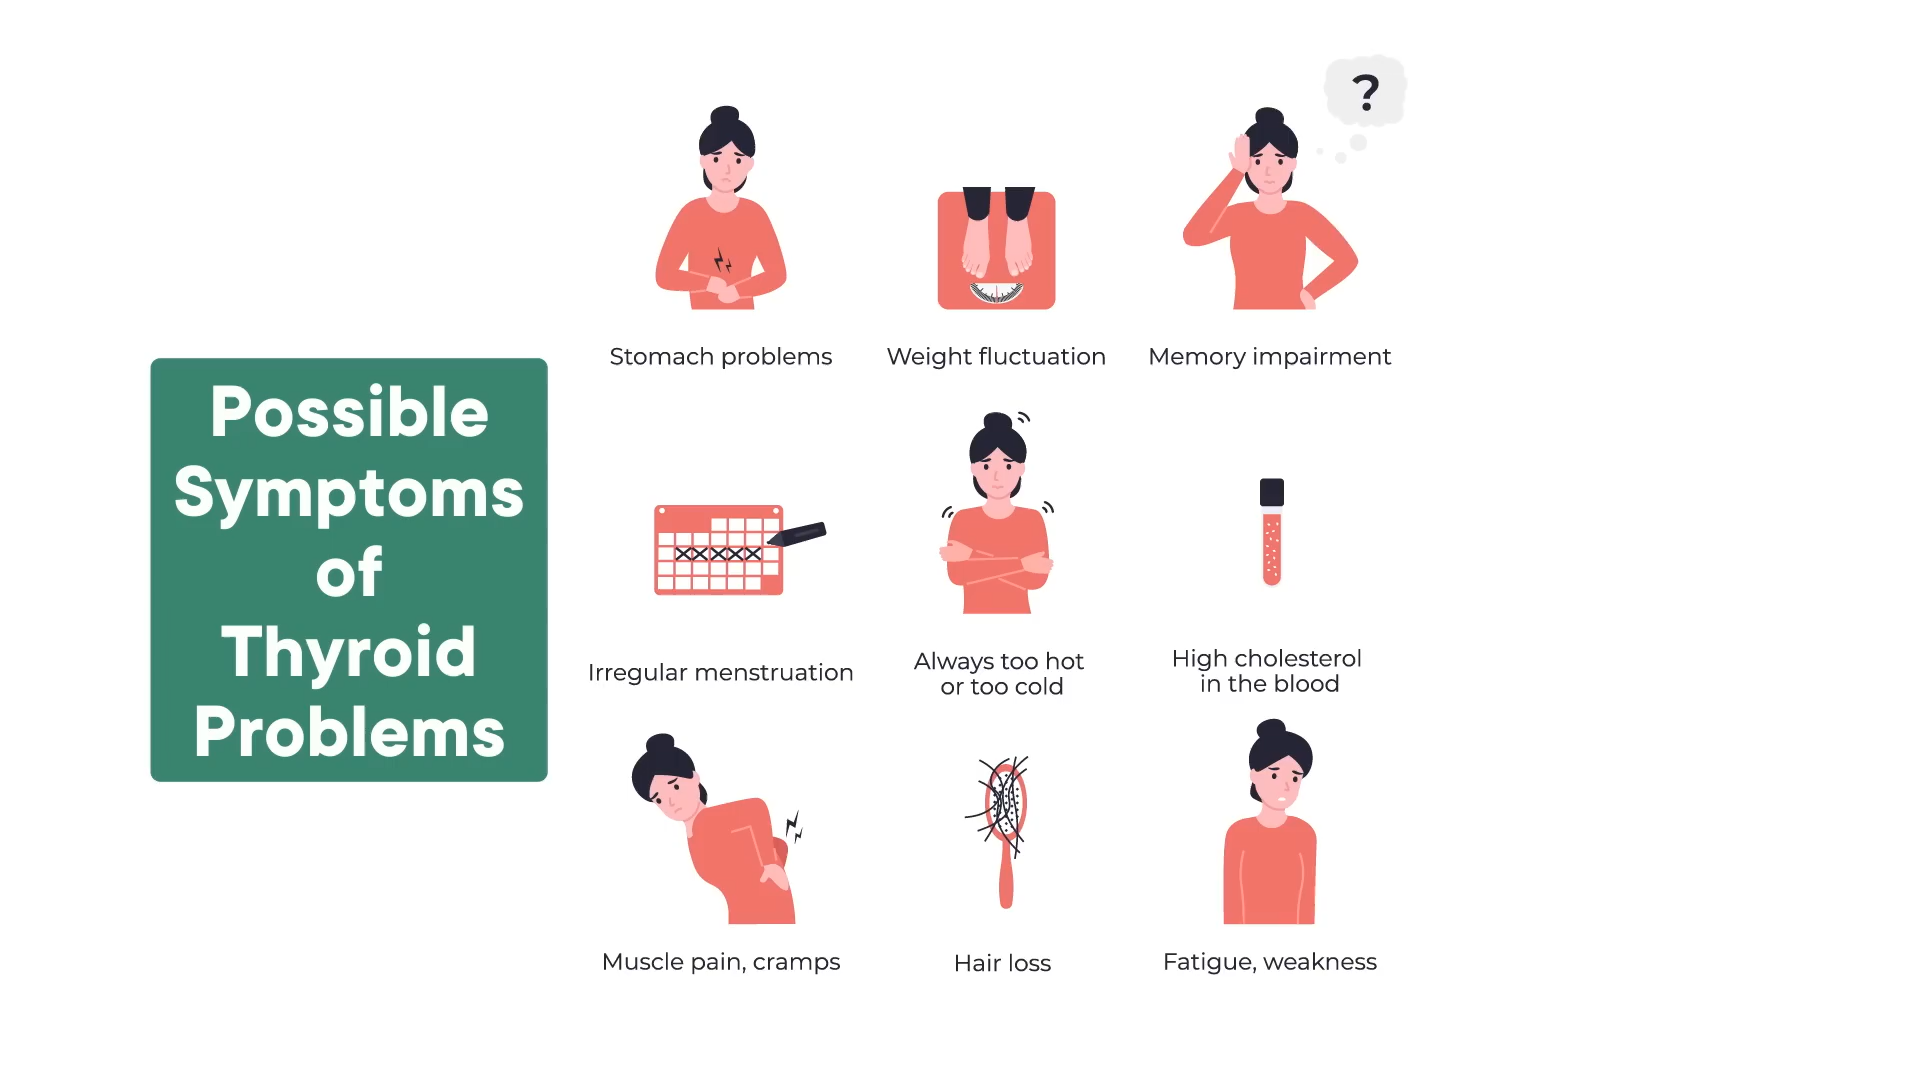 Possible
Symptoms
of
Thyroid
Problems
?
Stomach problems
Weight fluctuation
Memory impairment
Irregular menstruation
Always too hot
or too cold
High cholesterol
in the blood
Muscle pain, cramps
Hair loss
Fatigue, weakness